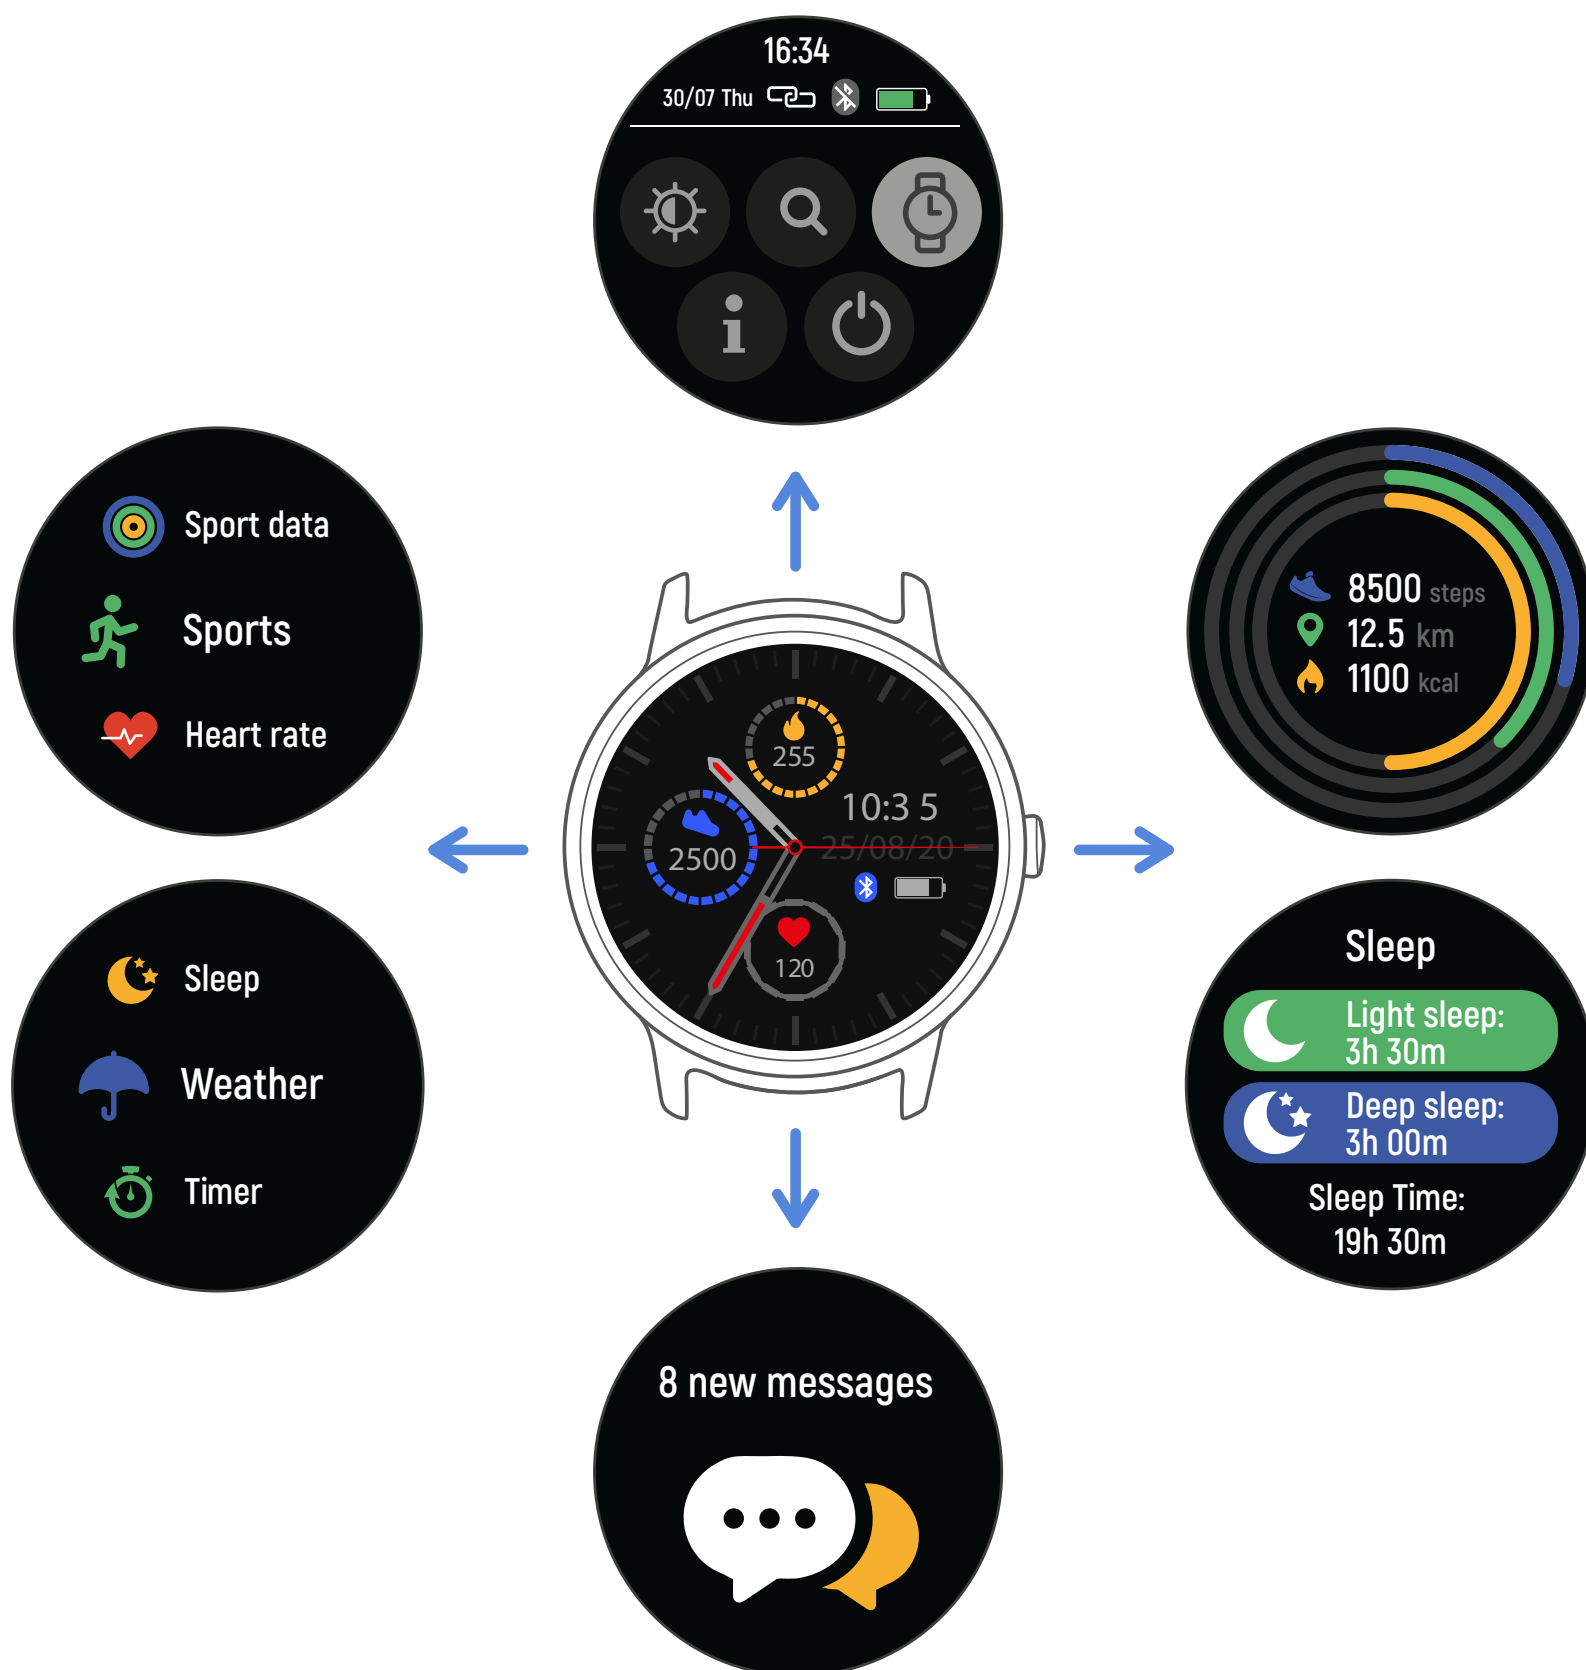 16:34
30/07 Thu
Sport data
Sports
Heart rate
8500 steps
12.5 km
1100 kcal
255
10:3 5
2500
25/08/20
120
Sleep
Weather
Timer
Sleep
Light sleep:
3h 30m
Deep sleep:
3h 00m
Sleep Time:
19h 30m
8 new messages